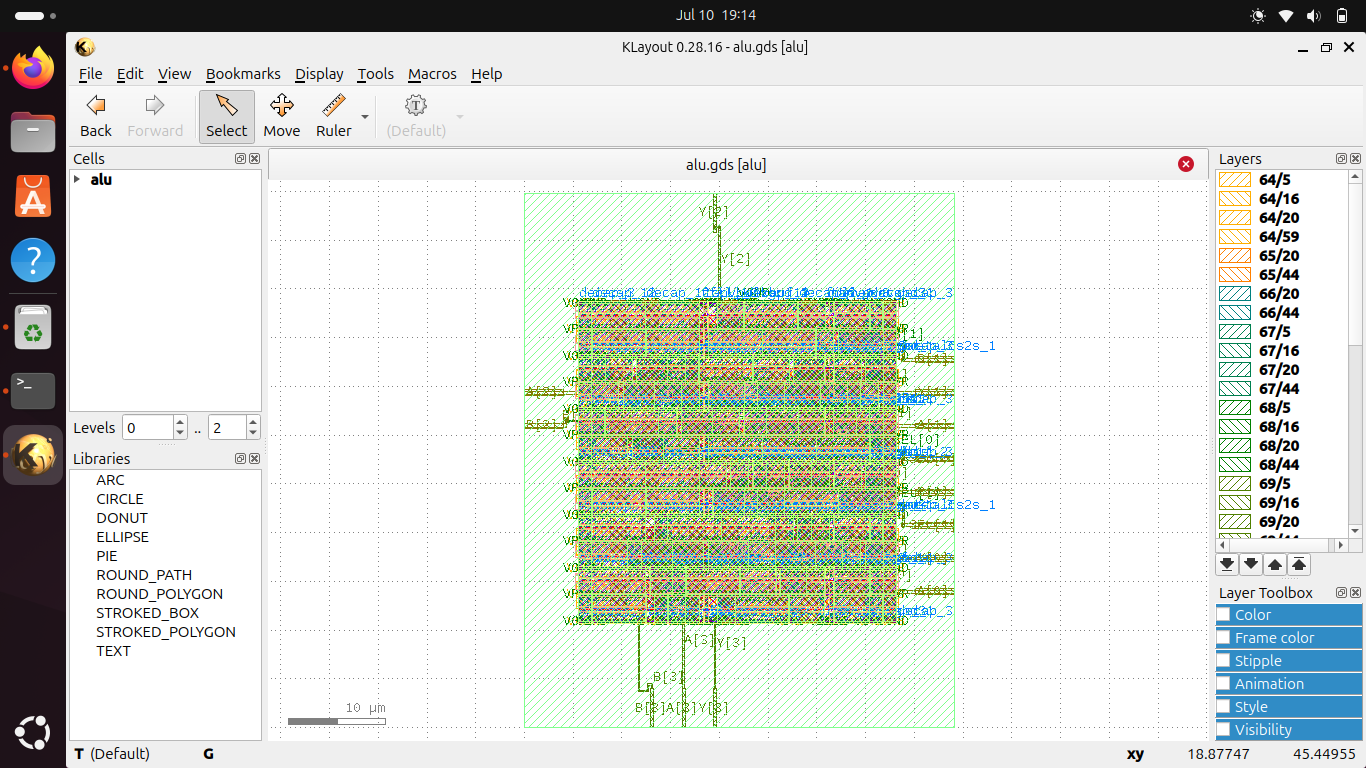 Jul 10 19:14
KLayout 0.28.16 - alu.gds [alu]
File Edit View Bookmarks Display Tools Macros Help
Back Forward Select Move Ruler (Default)
Cells
alu
Levels 0 .. 2
Libraries
ARC
CIRCLE
DONUT
ELLIPSE
PIE
ROUND_PATH
ROUND_POLYGON
STROKED_BOX
STROKED_POLYGON
TEXT
alu.gds [alu]
Y[2]
Y[2]
A[3] Y[3]
B[3]
B[3] A[3] Y[3]
10 µm
Layers
64/5
64/16
64/20
64/59
65/20
65/44
66/20
66/44
67/5
67/16
67/20
67/44
68/5
68/16
68/20
68/44
69/5
69/16
69/20
Layer Toolbox
Color
Frame color
Stipple
Animation
Style
Visibility
T (Default) G xy 18.87747 45.44955